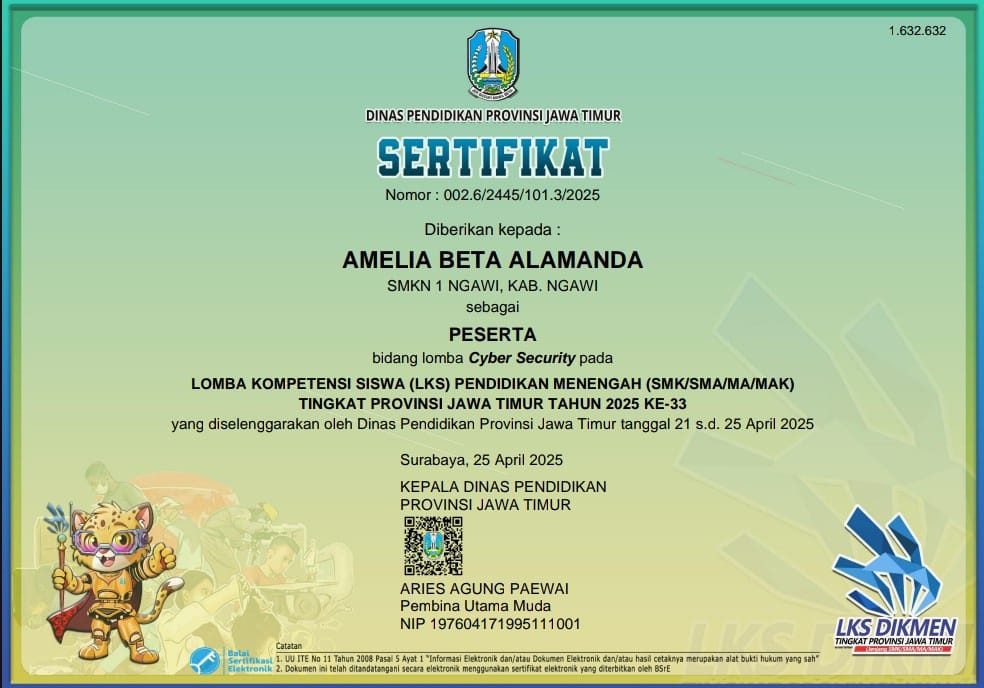 1.632.632
DINAS PENDIDIKAN PROVINSI JAWA TIMUR
SERTIFIKAT
Nomor : 002.6/2445/101.3/2025
Diberikan kepada :
AMELIA BETA ALAMANDA
SMKN 1 NGAWI, KAB. NGAWI
sebagai
PESERTA
bidang lomba Cyber Security pada
LOMBA KOMPETENSI SISWA (LKS) PENDIDIKAN MENENGAH (SMK/SMA/MA/MAK)
TINGKAT PROVINSI JAWA TIMUR TAHUN 2025 KE-33
yang diselenggarakan oleh Dinas Pendidikan Provinsi Jawa Timur tanggal 21 s.d. 25 April 2025
Surabaya, 25 April 2025
KEPALA DINAS PENDIDIKAN
PROVINSI JAWA TIMUR
ARIES AGUNG PAEWAI
Pembina Utama Muda
NIP 197604171995111001
LKS DIKMEN
TINGKAT PROVINSI JAWA TIMUR
Jenjang SMK/SMA/MA/MAK
Balai
Sertifikasi
Elektronik
Catatan
1. UU ITE No 11 Tahun 2008 Pasal 5 Ayat 1 "Informasi Elektronik dan/atau Dokumen Elektronik dan/atau hasil cetaknya merupakan alat bukti hukum yang sah"
2. Dokumen ini telah ditandatangani secara elektronik menggunakan sertifikat elektronik yang diterbitkan oleh BSrE